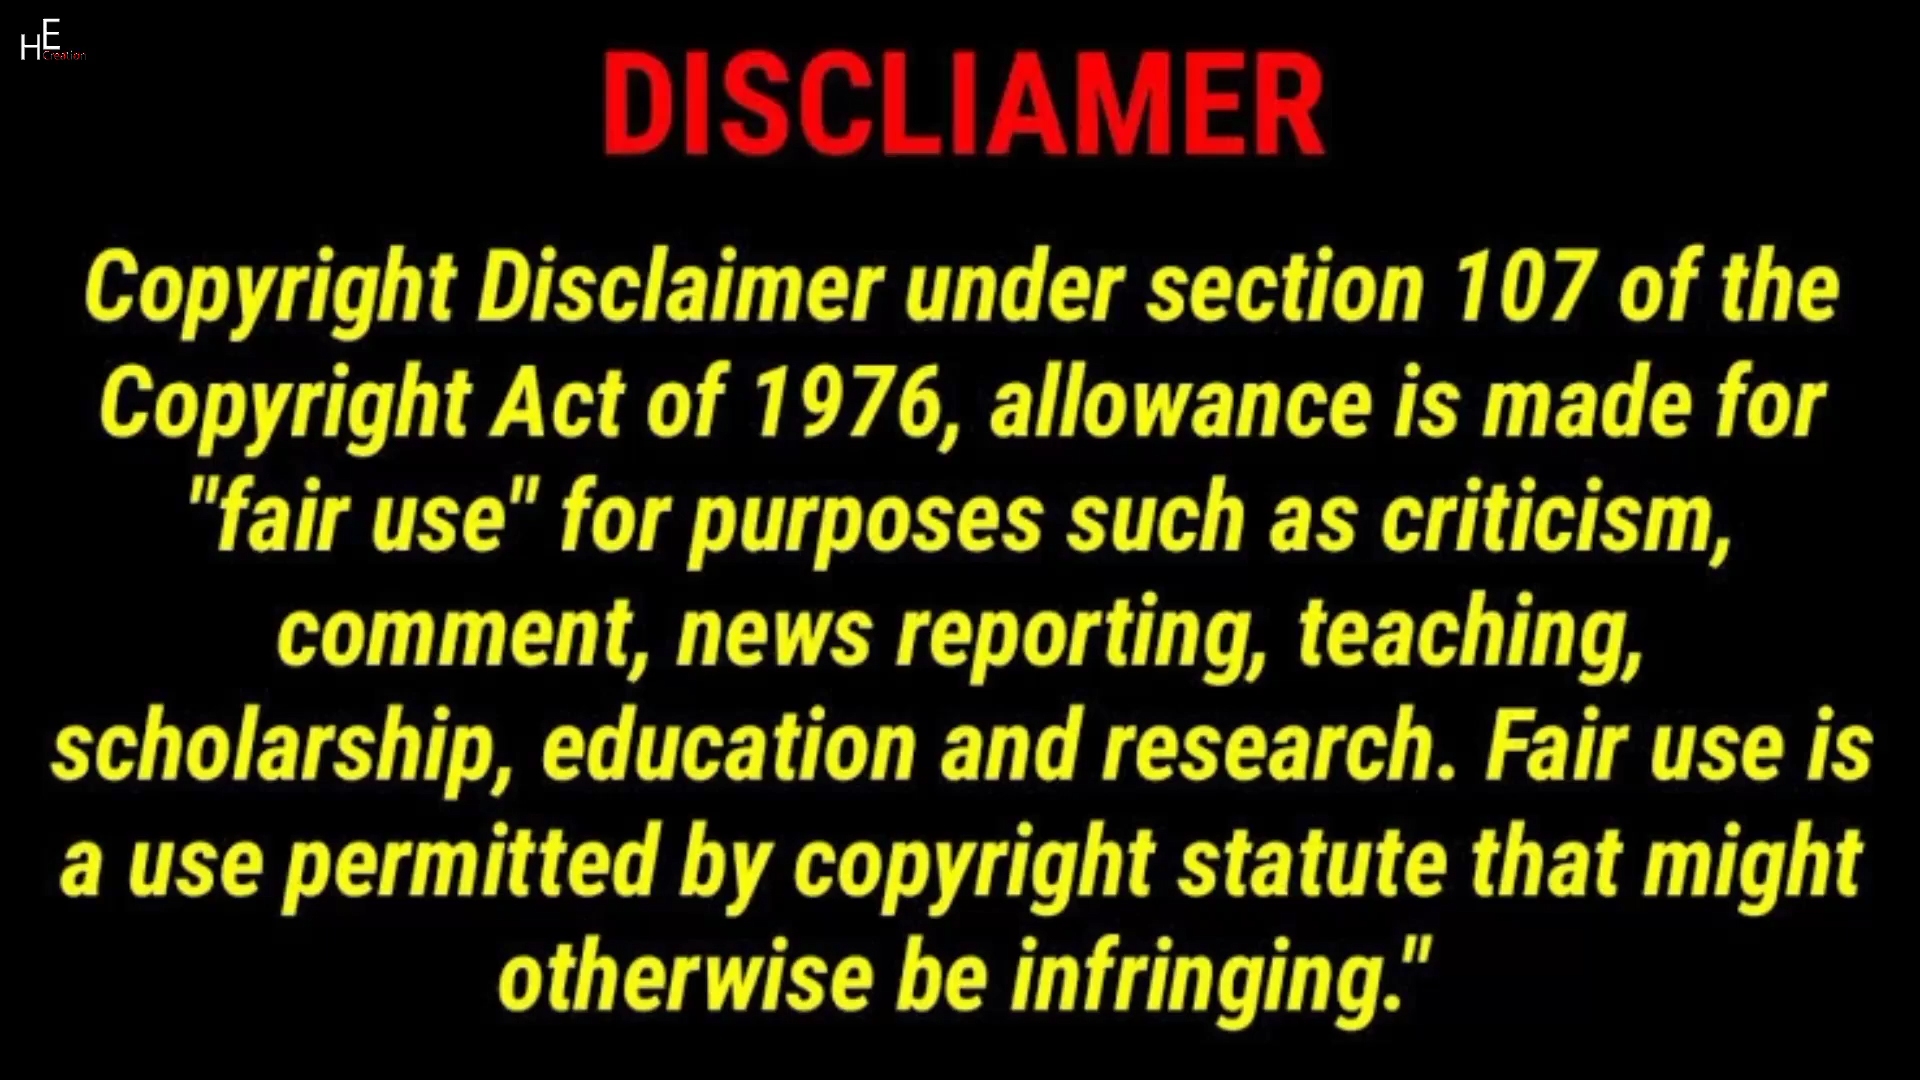 HE
Creation
DISCLIAMER
Copyright Disclaimer under section 107 of the
Copyright Act of 1976, allowance is made for
"fair use" for purposes such as criticism,
comment, news reporting, teaching,
scholarship, education and research. Fair use is
a use permitted by copyright statute that might
otherwise be infringing."